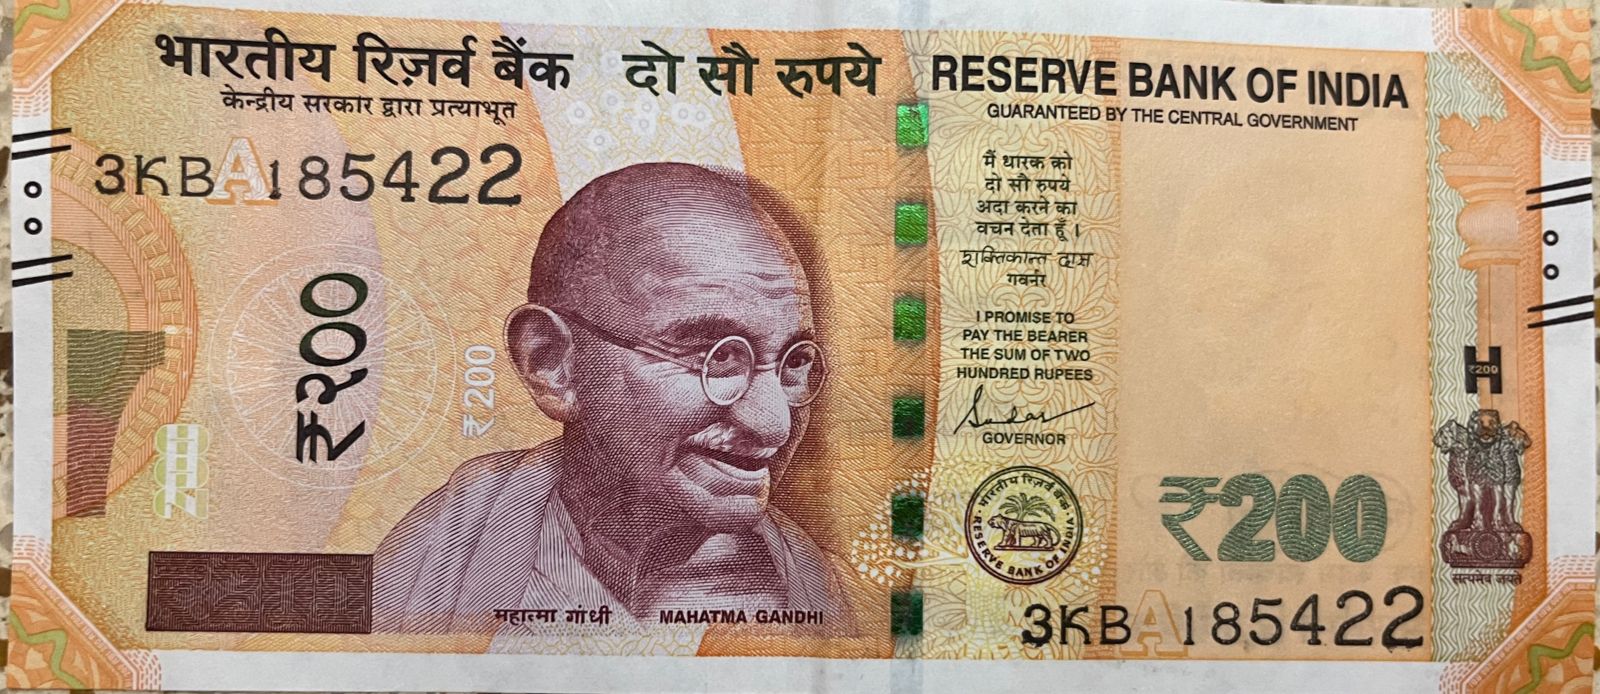 भारतीय रिज़र्व बैंक
केन्द्रीय सरकार द्वारा प्रत्याभूत
दो सौ रुपये
RESERVE BANK OF INDIA
GUARANTEED BY THE CENTRAL GOVERNMENT
3KBA185422
₹२००
₹200
मैं धारक को
दो सौ रुपये
अदा करने का
वचन देता हूँ ।
शक्तिकान्त दास
गवर्नर
I PROMISE TO
PAY THE BEARER
THE SUM OF TWO
HUNDRED RUPEES
GOVERNOR
भारतीय रिज़र्व बैंक
RESERVE BANK OF INDIA
H
₹200
₹200
सत्यमेव जयते
महात्मा गांधी
MAHATMA GANDHI
3KBA185422